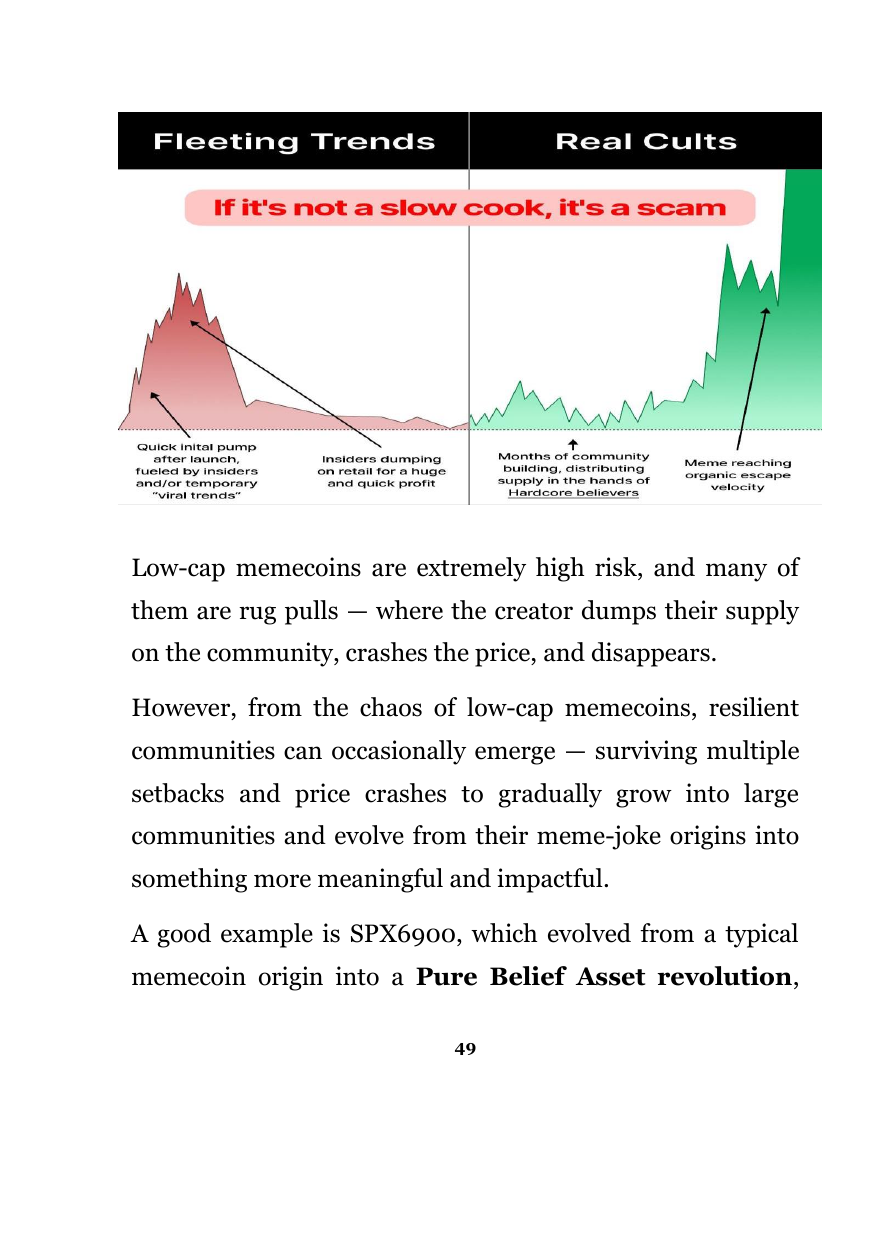 Fleeting Trends
Real Cults
If it's not a slow cook, it's a scam
Quick inital pump
after launch,
fueled by insiders
and/or temporary
"viral trends"
Insiders dumping
on retail for a huge
and quick profit
Months of community
building, distributing
supply in the hands of
Hardcore believers
Meme reaching
organic escape
velocity
Low-cap memecoins are extremely high risk, and many of
them are rug pulls — where the creator dumps their supply
on the community, crashes the price, and disappears.
However, from the chaos of low-cap memecoins, resilient
communities can occasionally emerge — surviving multiple
setbacks and price crashes to gradually grow into large
communities and evolve from their meme-joke origins into
something more meaningful and impactful.
A good example is SPX6900, which evolved from a typical
memecoin origin into a Pure Belief Asset revolution,
49